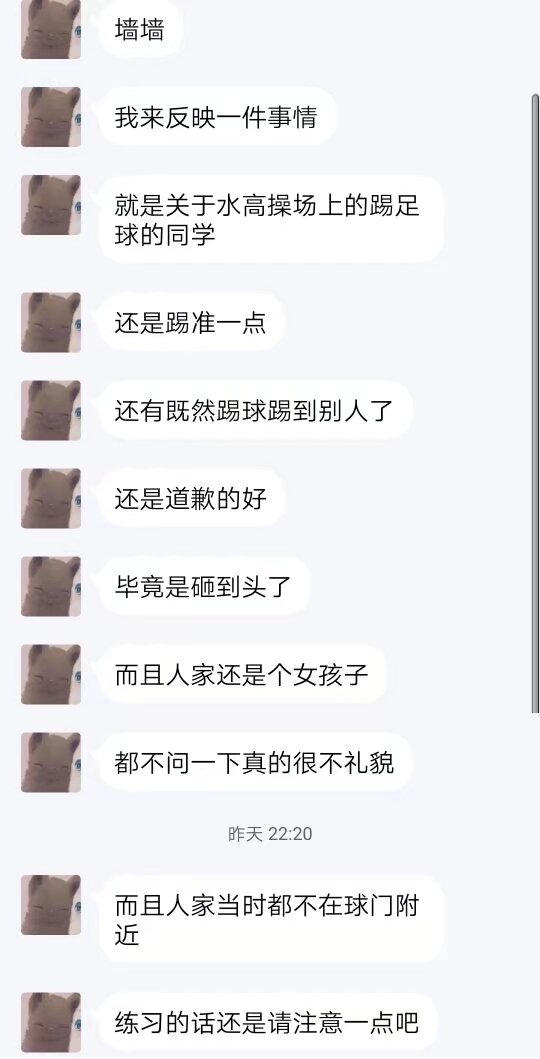 墙墙
我来反映一件事情
就是关于水高操场上的踢足
球的同学
还是踢准一点
还有既然踢球踢到别人了
还是道歉的好
毕竟是砸到头了
而且人家还是个女孩子
都不问一下真的很不礼貌
昨天 22:20
而且人家当时都不在球门附
近
练习的话还是请注意一点吧